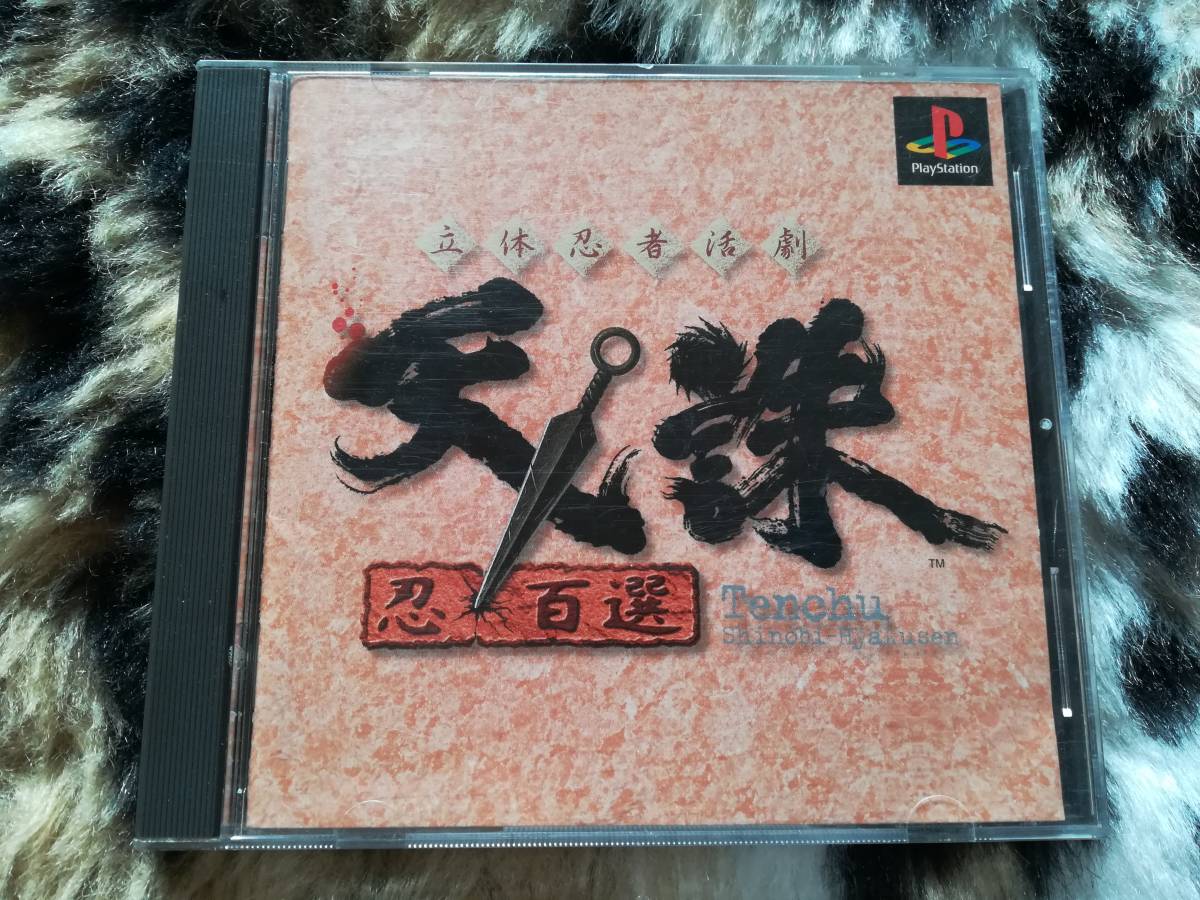 PlayStation
立体忍者活劇
天誅
TM
忍百選
Tenchu
Shinobi-Hyakusen